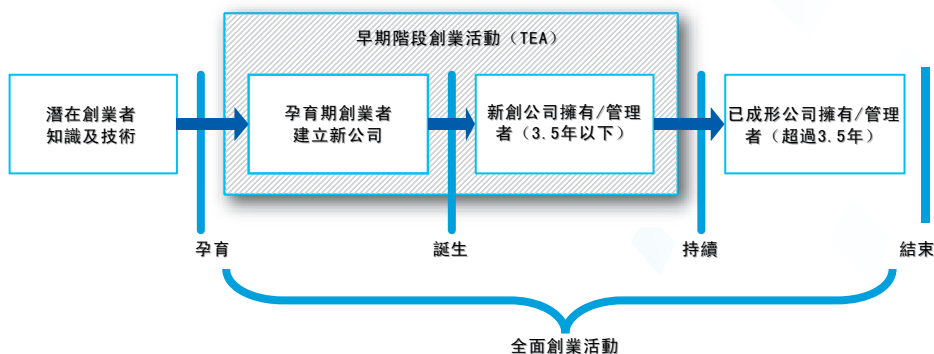 早期階段創業活動（TEA）
潛在創業者
知識及技術
孕育期創業者
建立新公司
新創公司擁有/管理
者（3.5年以下）
已成形公司擁有/管理
者（超過3.5年）
孕育
誕生
持續
結束
全面創業活動